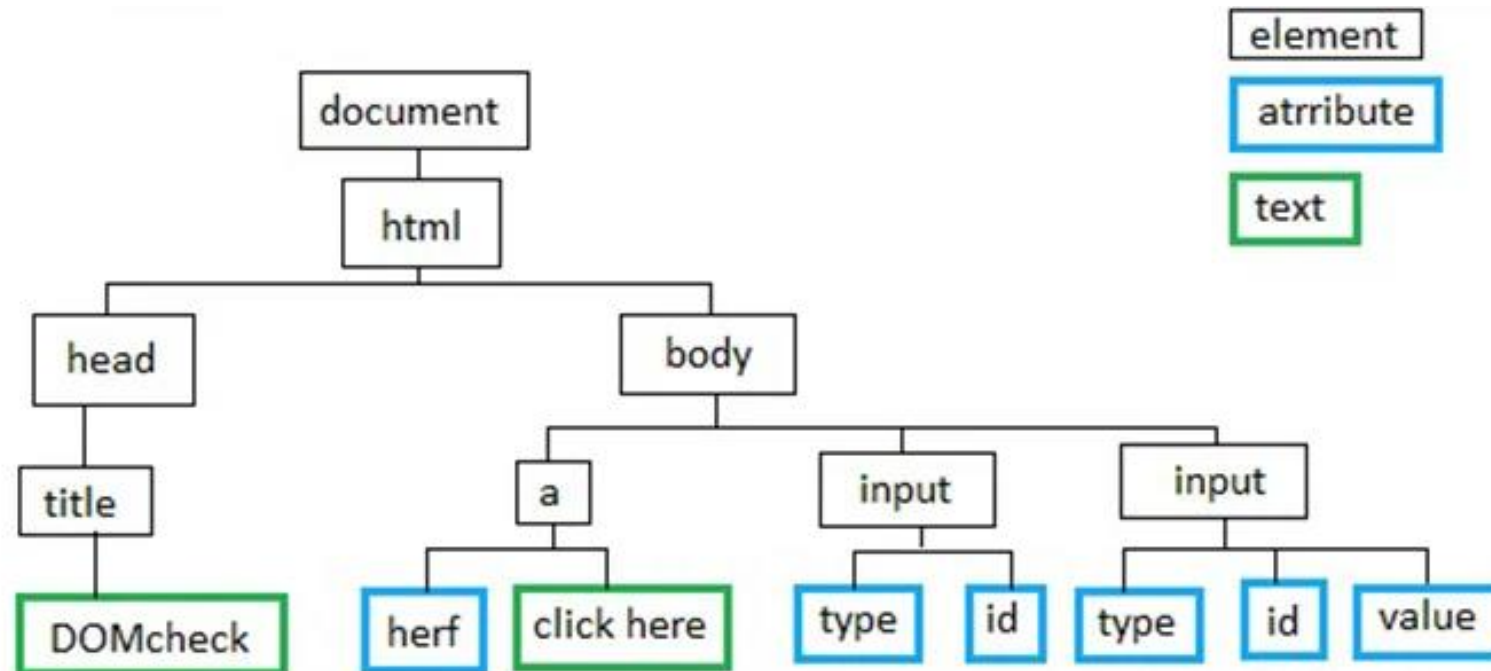 element
document
atrribute
html
text
head
body
title
a
input
input
DOMcheck
herf
click here
type
id
type
id
value